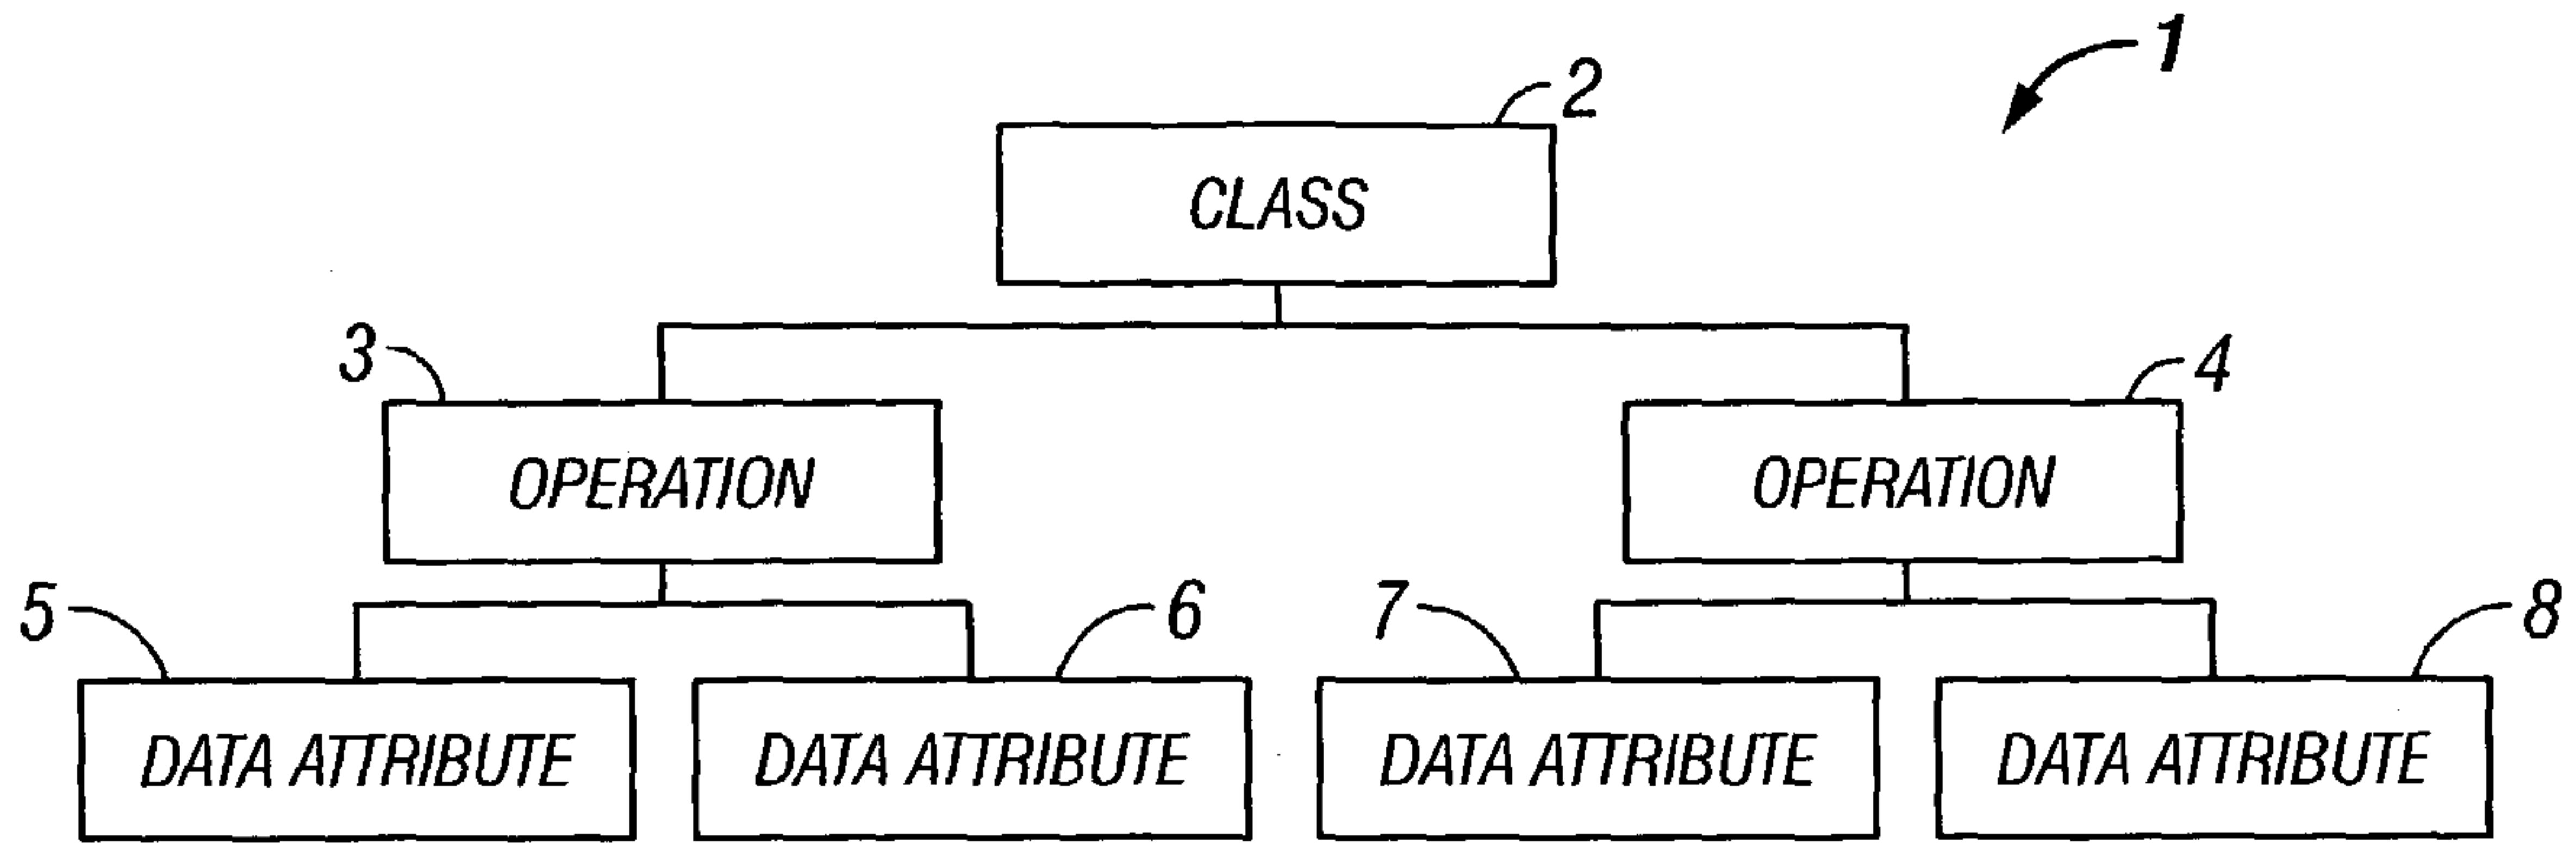 1
2
CLASS
3
4
OPERATION
OPERATION
5
6
7
8
DATA ATTRIBUTE
DATA ATTRIBUTE
DATA ATTRIBUTE
DATA ATTRIBUTE